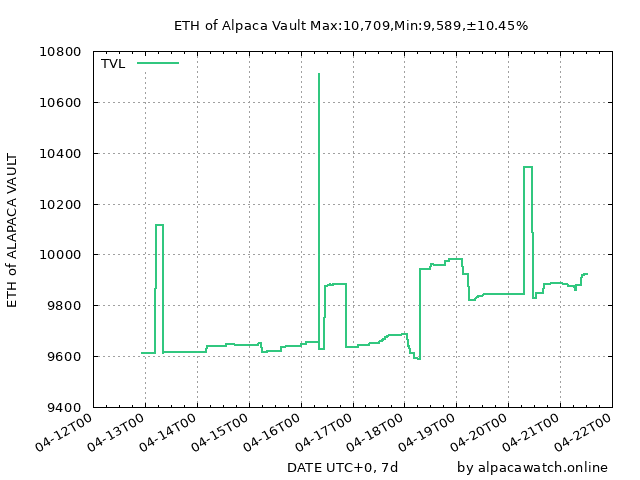 ETH of Alpaca Vault Max:10,709,Min:9,589,±10.45%
TVL
10800
10600
10400
10200
10000
9800
9600
9400
ETH of ALAPACA VAULT
04-12T00
04-13T00
04-14T00
04-15T00
04-16T00
04-17T00
04-18T00
04-19T00
04-20T00
04-21T00
04-22T00
DATE UTC+0, 7d
by alpacawatch.online